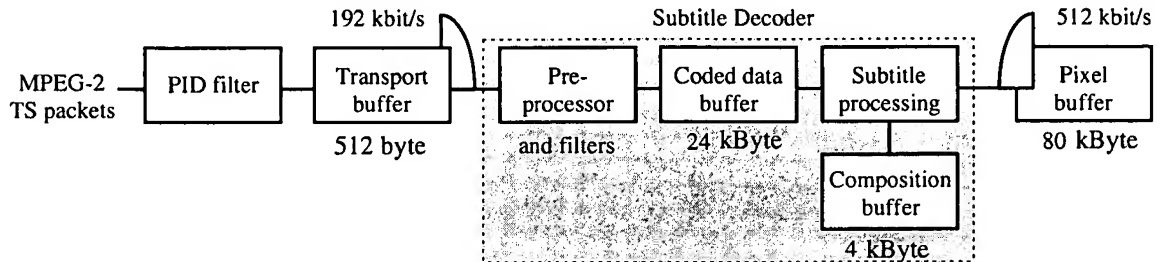 192 kbit/s
Subtitle Decoder
512 kbit/s
MPEG-2
TS packets
PID filter
Transport
buffer
512 byte
Pre-
processor
and filters
Coded data
buffer
24 kByte
Subtitle
processing
Composition
buffer
4 kByte
Pixel
buffer
80 kByte